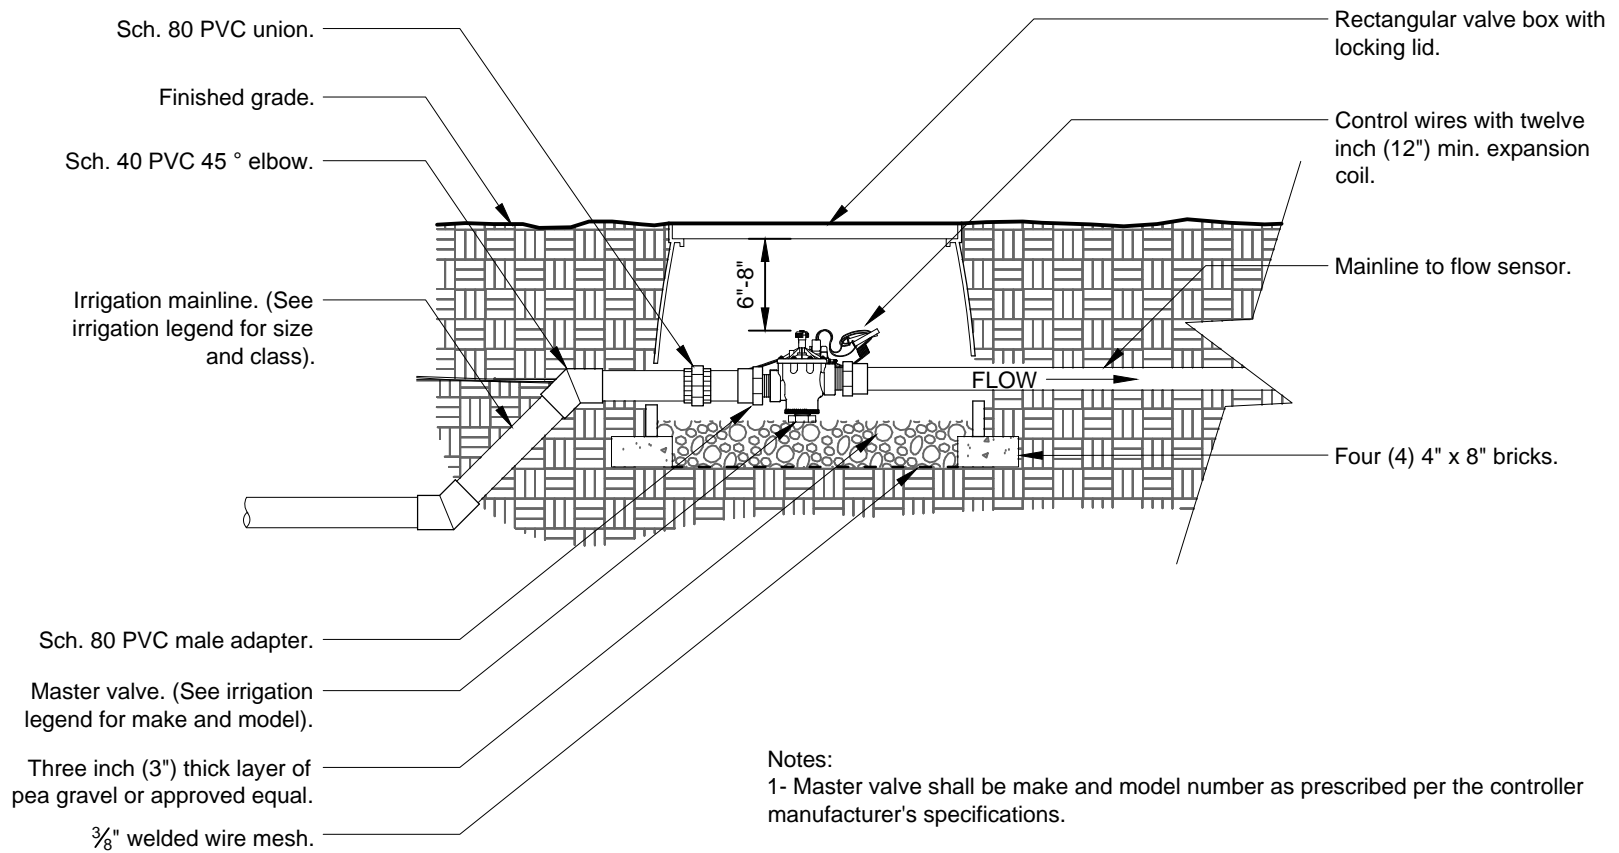 Sch. 80 PVC union.
Finished grade.
Sch. 40 PVC 45 ° elbow.
Irrigation mainline. (See
irrigation legend for size
and class).
Sch. 80 PVC male adapter.
Master valve. (See irrigation
legend for make and model).
Three inch (3") thick layer of
pea gravel or approved equal.
⅜" welded wire mesh.
6"-8"
FLOW
Rectangular valve box with
locking lid.
Control wires with twelve
inch (12") min. expansion
coil.
Mainline to flow sensor.
Four (4) 4" x 8" bricks.
Notes:
1- Master valve shall be make and model number as prescribed per the controller
manufacturer's specifications.